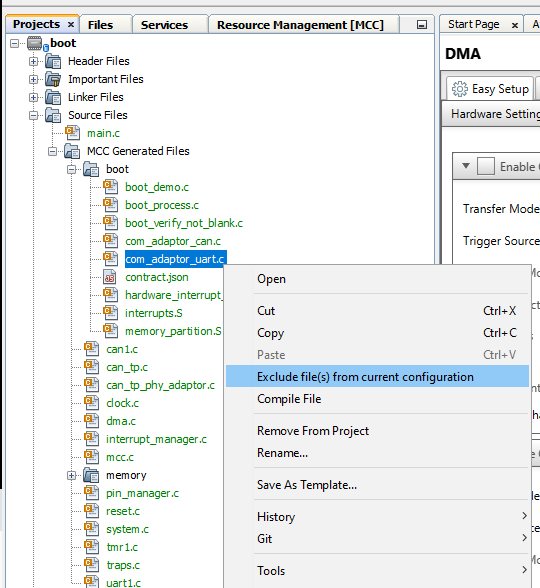 Projects × Files Services Resource Management [MCC]
Start Page × A
boot
Header Files
Important Files
Linker Files
Source Files
main.c
MCC Generated Files
boot
boot_demo.c
boot_process.c
boot_verify_not_blank.c
com_adaptor_can.c
com_adaptor_uart.c
contract.json
hardware_interrupt_
interrupts.S
memory_partition.S
can1.c
can_tp.c
can_tp_phy_adaptor.c
clock.c
dma.c
interrupt_manager.c
mcc.c
memory
pin_manager.c
reset.c
system.c
tmr1.c
traps.c
uart1.c
Open
Cut Ctrl+X
Copy Ctrl+C
Paste Ctrl+V
Exclude file(s) from current configuration
Compile File
Remove From Project
Rename...
Save As Template...
History
Git
Tools
DMA
Easy Setup
Hardware Setting
Enable
Transfer Mode
Trigger Source